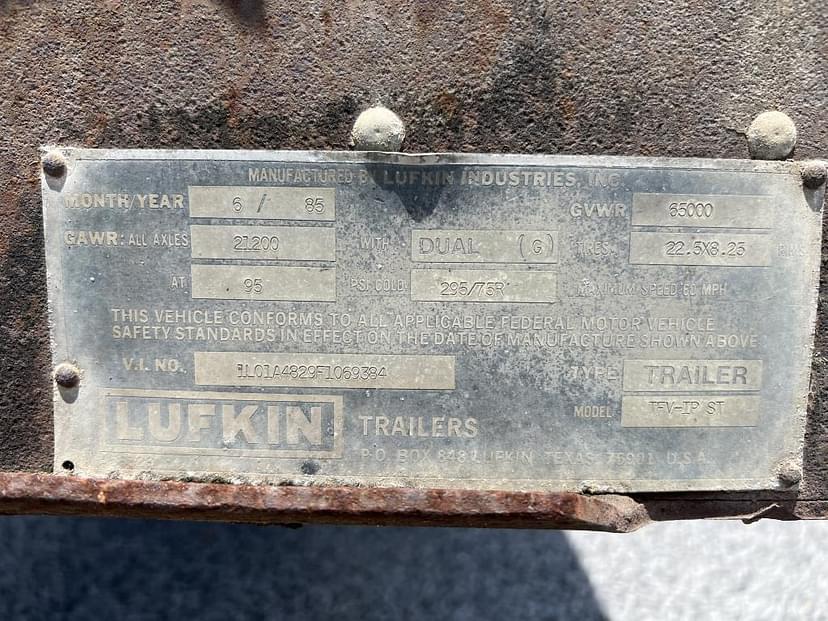 MANUFACTURED BY LUFKIN INDUSTRIES, INC.
MONTH/YEAR 6 / 85 GVWR 65000
GAWR: ALL AXLES 21200 WITH DUAL (G) TIRES, 22.5X8.25 RIMS
AT 95 PSI COLD 295/75R MAXIMUM SPEED 60 MPH
THIS VEHICLE CONFORMS TO ALL APPLICABLE FEDERAL MOTOR VEHICLE
SAFETY STANDARDS IN EFFECT ON THE DATE OF MANUFACTURE SHOWN ABOVE
V.I. NO. 1L01A4829F1069384 TYPE TRAILER
MODEL TFV-IP ST
LUFKIN TRAILERS
P.O. BOX 848 LUFKIN, TEXAS 75901 U.S.A.